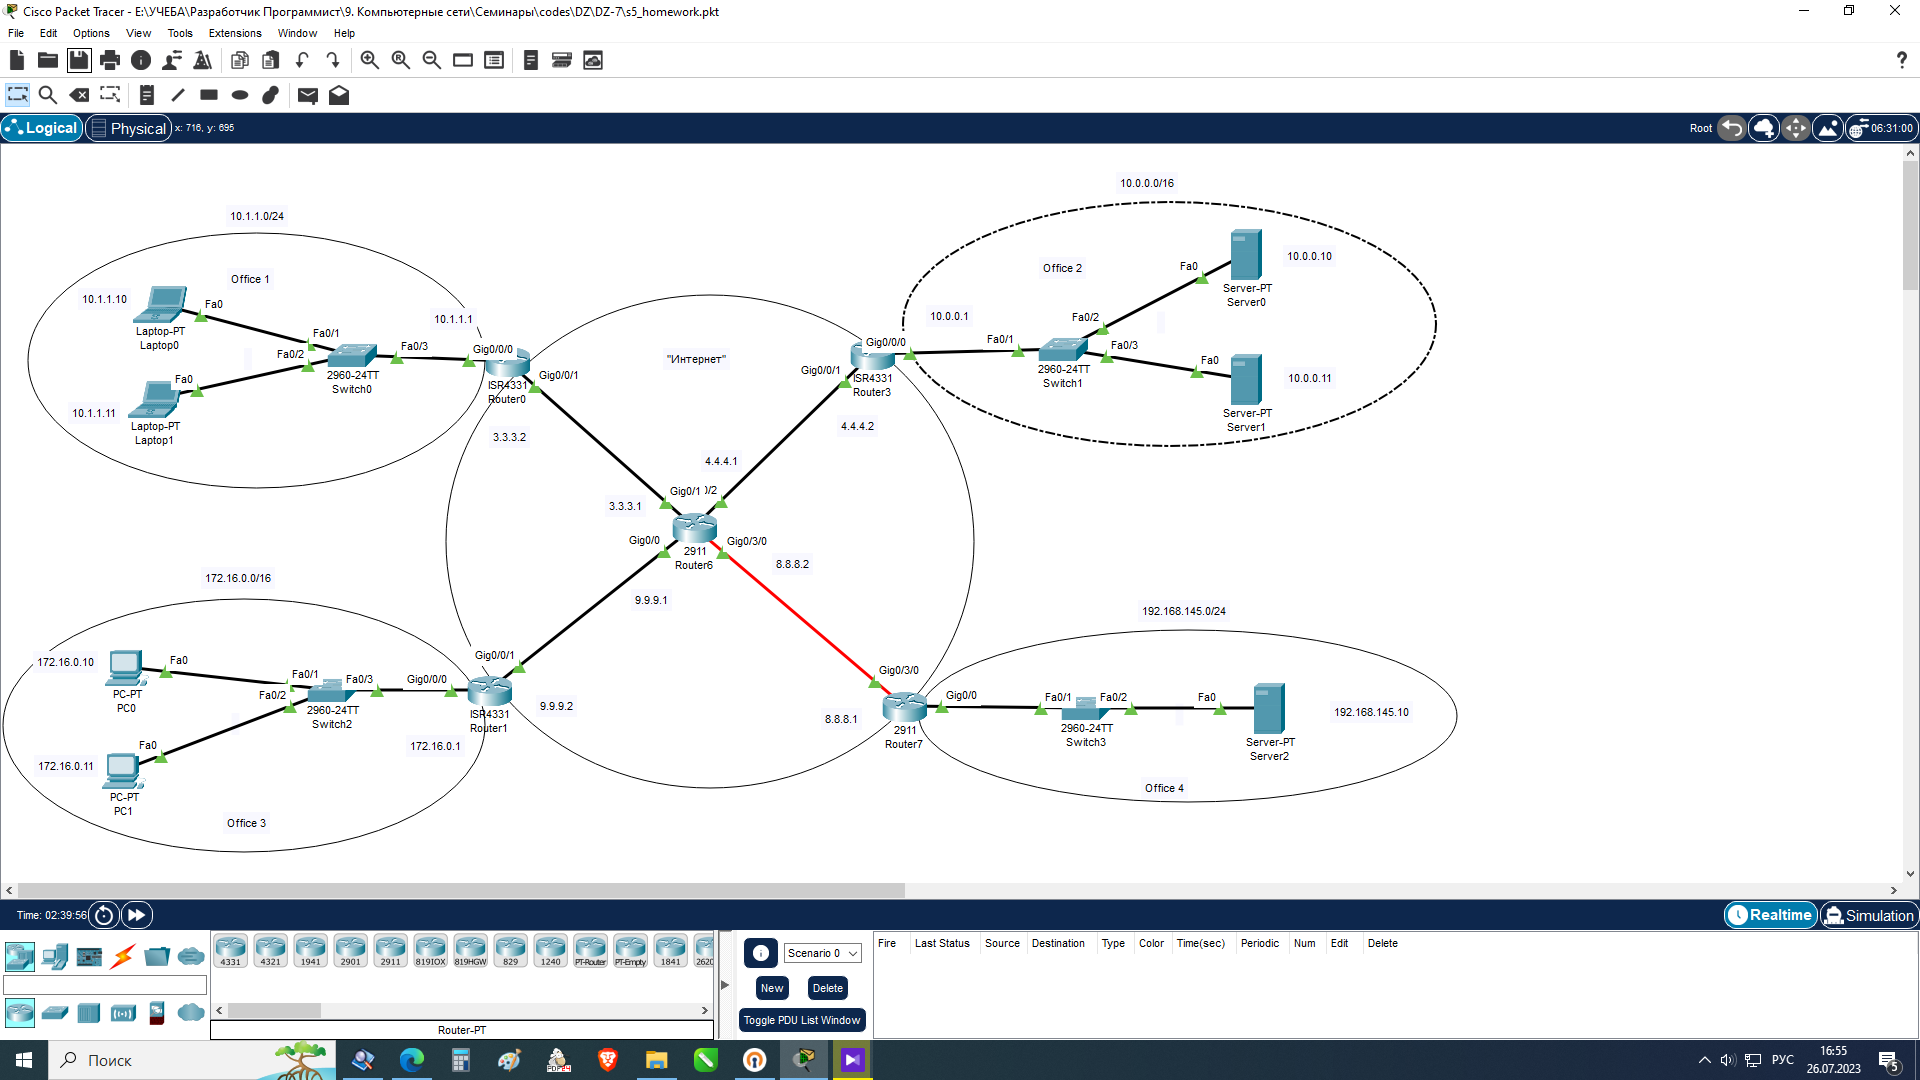 Cisco Packet Tracer - E:\УЧЕБА\Разработчик Программист\9. Компьютерные сети\Семинары\codes\DZ\DZ-7\s5_homework.pkt
File Edit Options View Tools Extensions Window Help
?
Logical Physical x: 716, y: 695
Root 06:31:00
10.0.0.0/16
10.1.1.0/24
Office 1
Office 2
10.0.0.10
Fa0
Server-PT
Server0
10.1.1.10
Fa0
Laptop-PT
Laptop0
10.1.1.1
Fa0/1
Fa0/2
Fa0/3
2960-24TT
Switch0
Fa0
10.1.1.11
Laptop-PT
Laptop1
Gig0/0/0
ISR4331
Router0
Gig0/0/1
3.3.3.2
"Интернет"
10.0.0.1
Gig0/0/0
Gig0/0/1
ISR4331
Router3
4.4.4.2
Fa0/1
Fa0/2
Fa0/3
2960-24TT
Switch1
Fa0
10.0.0.11
Server-PT
Server1
4.4.4.1
Gig0/1
)/2
3.3.3.1
Gig0/0
Gig0/3/0
2911
Router6
8.8.8.2
9.9.9.1
172.16.0.0/16
192.168.145.0/24
172.16.0.10
Fa0
PC-PT
PC0
Fa0/1
Fa0/2
Fa0/3
2960-24TT
Switch2
Gig0/0/0
Gig0/0/1
ISR4331
Router1
9.9.9.2
172.16.0.1
Fa0
172.16.0.11
PC-PT
PC1
Office 3
Gig0/3/0
Gig0/0
8.8.8.1
2911
Router7
Fa0/1
Fa0/2
2960-24TT
Switch3
Fa0
Server-PT
Server2
192.168.145.10
Office 4
Time: 02:39:56
Realtime Simulation
4331 4321 1941 2901 2911 819IOX 819HGW 829 1240 PT-Router PT-Empty 1841 2620
Router-PT
Scenario 0
New Delete
Toggle PDU List Window
Fire Last Status Source Destination Type Color Time(sec) Periodic Num Edit Delete
Поиск
РУС
16:55
26.07.2023
5